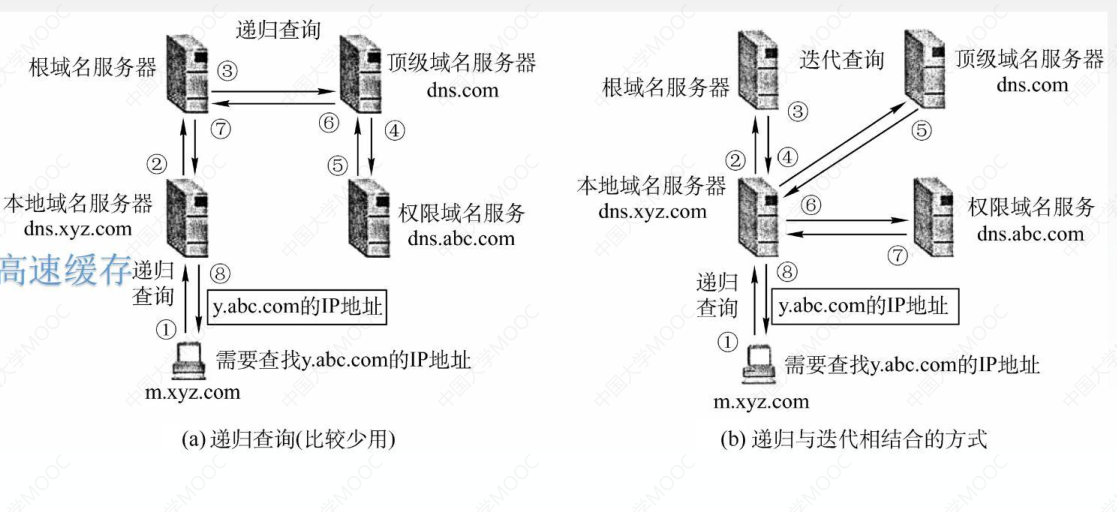 递归查询
根域名服务器
③
顶级域名服务器
dns.com
⑥
⑦
④
②
⑤
本地域名服务器
dns.xyz.com
权限域名服务
dns.abc.com
高速缓存
递归
查询
⑧
y.abc.com的IP地址
①
需要查找y.abc.com的IP地址
m.xyz.com
(a) 递归查询(比较少用)
迭代查询
顶级域名服务器
dns.com
根域名服务器
③
⑤
②
④
本地域名服务器
dns.xyz.com
⑥
权限域名服务
dns.abc.com
⑦
递归
查询
⑧
y.abc.com的IP地址
①
需要查找y.abc.com的IP地址
m.xyz.com
(b) 递归与迭代相结合的方式
中国大学MOOC